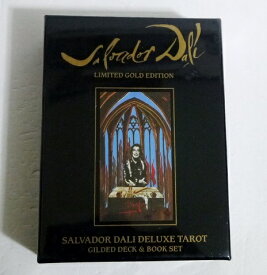 Salvador Dalí
LIMITED GOLD EDITION
SALVADOR DALI DELUXE TAROT
GILDED DECK & BOOK SET